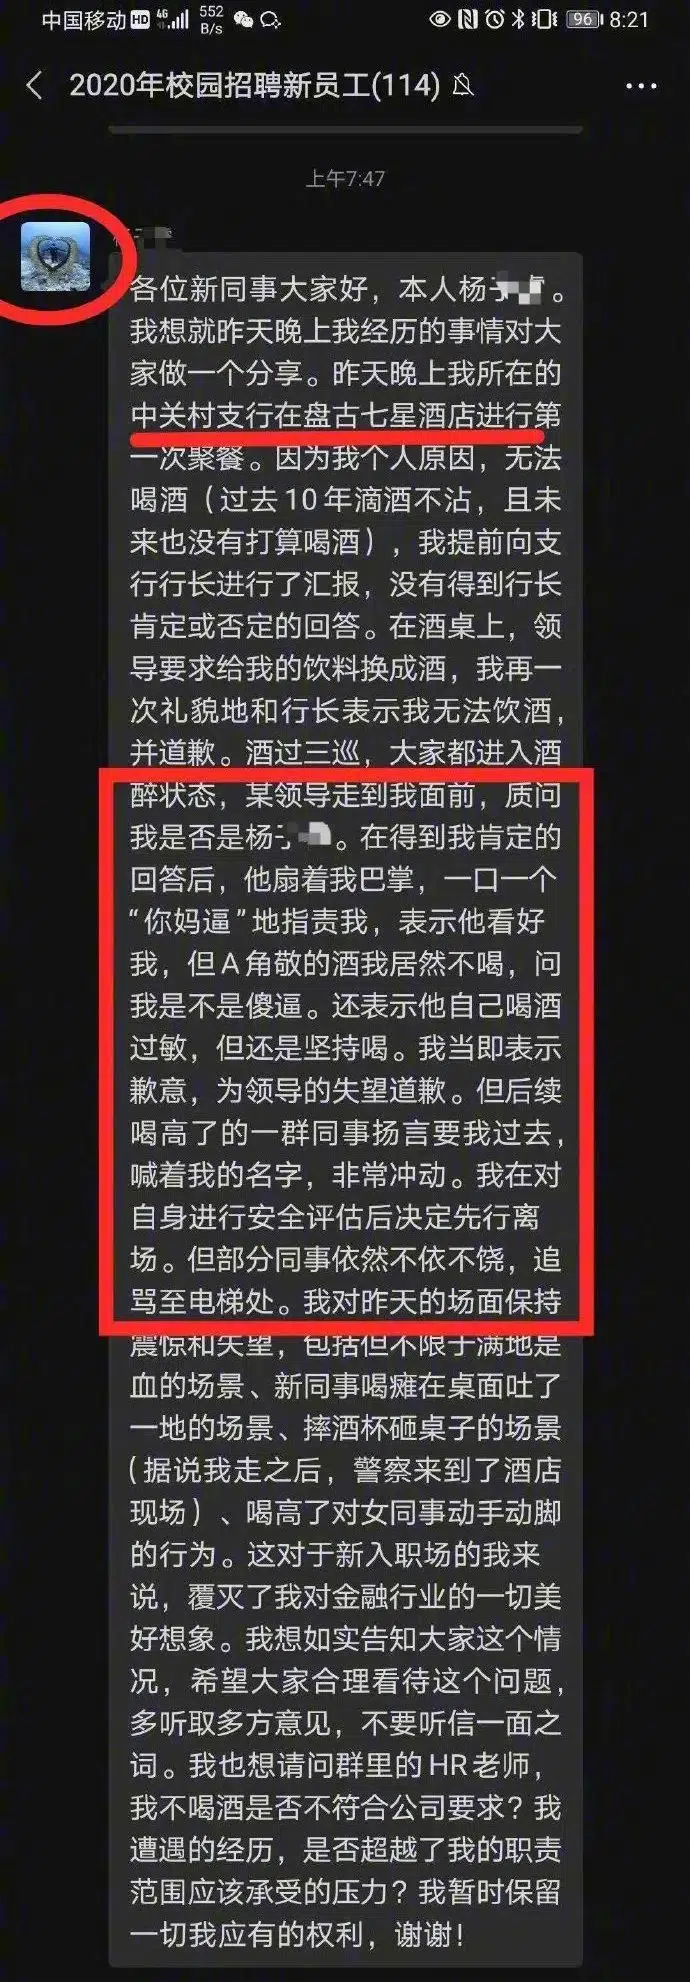 中国移动 HD 4G 552 B/s 96 8:21
2020年校园招聘新员工(114)
上午7:47
各位新同事大家好，本人杨子。
我想就昨天晚上我经历的事情对大
家做一个分享。昨天晚上我所在的
中关村支行在盘古七星酒店进行第
一次聚餐。因为我个人原因，无法
喝酒（过去10年滴酒不沾，且未
来也没有打算喝酒），我提前向支
行行长进行了汇报，没有得到行长
肯定或否定的回答。在酒桌上，领
导要求给我的饮料换成酒，我再一
次礼貌地和行长表示我无法饮酒，
并道歉。酒过三巡，大家都进入酒
醉状态，某领导走到我面前，质问
我是否是杨子。在得到我肯定的
回答后，他扇着我巴掌，一口一个
“你妈逼”地指责我，表示他看好
我，但A角敬的酒我居然不喝，问
我是不是傻逼。还表示他自己喝酒
过敏，但还是坚持喝。我当即表示
歉意，为领导的失望道歉。但后续
喝高了的一群同事扬言要我过去，
喊着我的名字，非常冲动。我在对
自身进行安全评估后决定先行离
场。但部分同事依然不依不饶，追
骂至电梯处。我对昨天的场面保持
震惊和失望，包括但不限于满地是
血的场景、新同事喝瘫在桌面吐了
一地的场景、摔酒杯砸桌子的场景
(据说我走之后，警察来到了酒店
现场）、喝高了对女同事动手动脚
的行为。这对于新入职场的我来
说，覆灭了我对金融行业的一切美
好想象。我想如实告知大家这个情
况，希望大家合理看待这个问题，
多听取多方意见，不要听信一面之
词。我也想请问群里的HR老师，
我不喝酒是否不符合公司要求？我
遭遇的经历，是否超越了我的职责
范围应该承受的压力？我暂时保留
一切我应有的权利，谢谢！